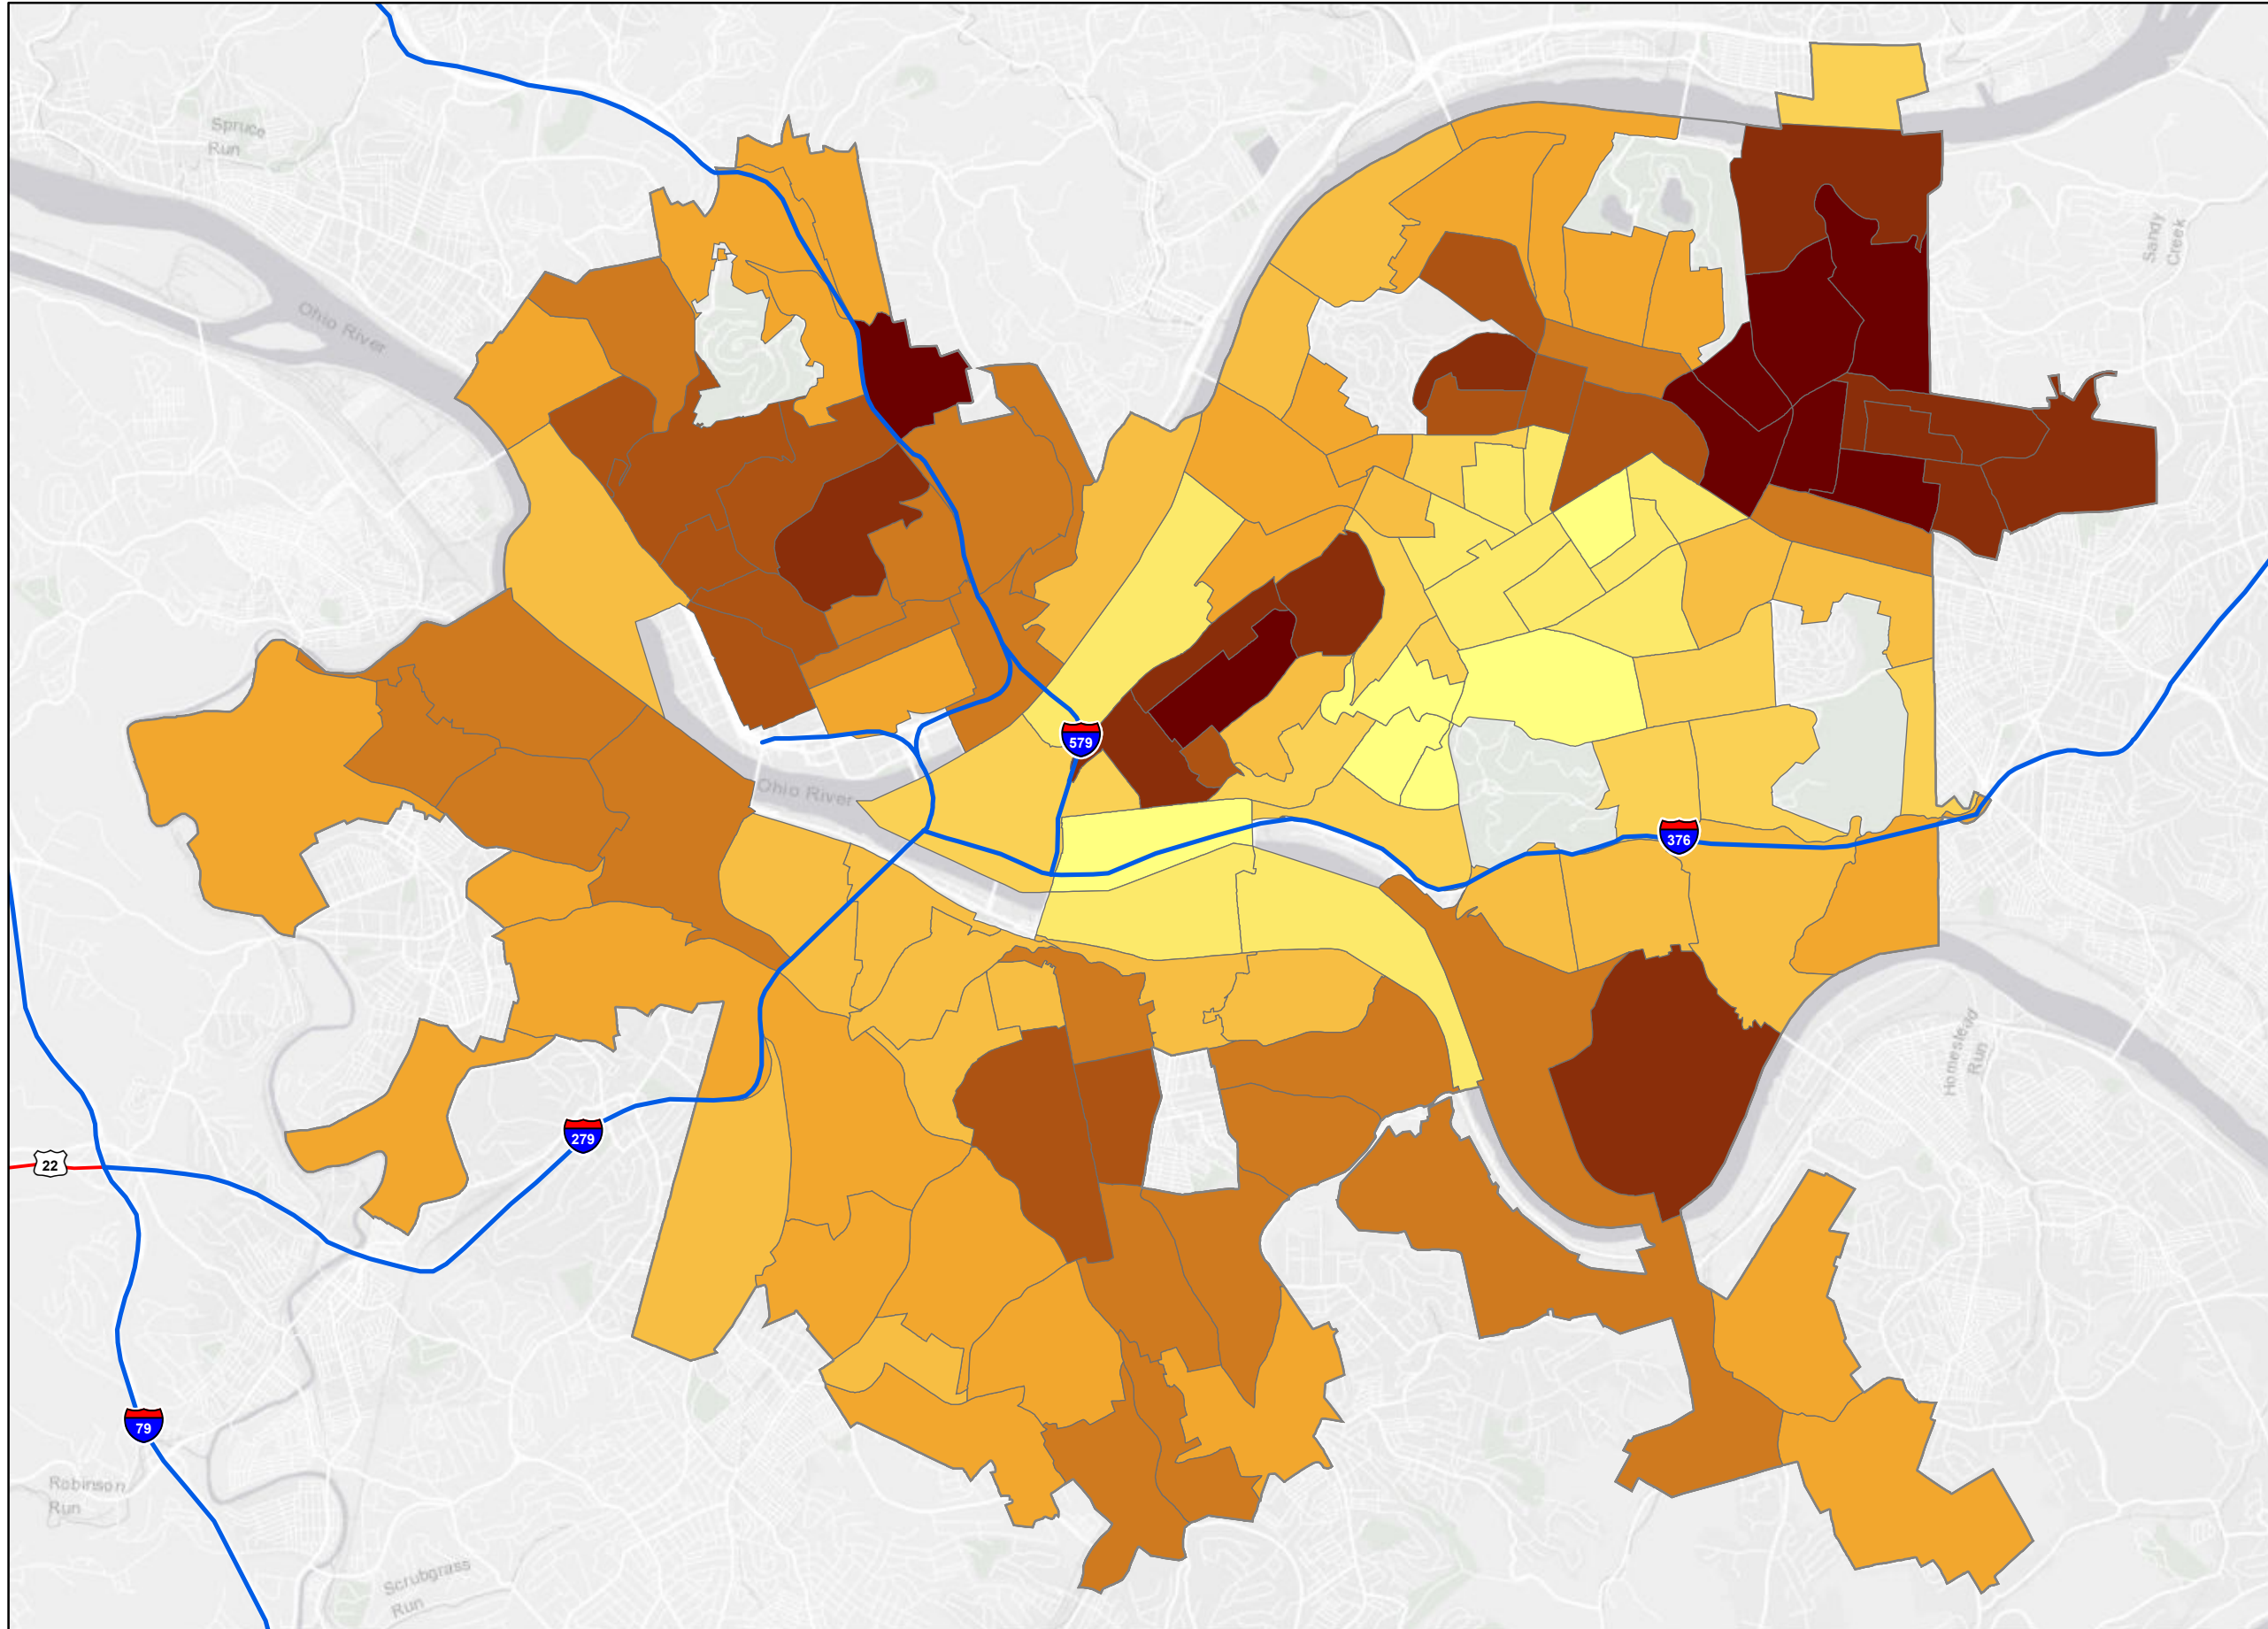 Spruce
Run
Sandy
Creek
Ohio River
579
Ohio River
376
Homestead
Run
279
22
79
Robinson
Run
Scrubgrass
Run